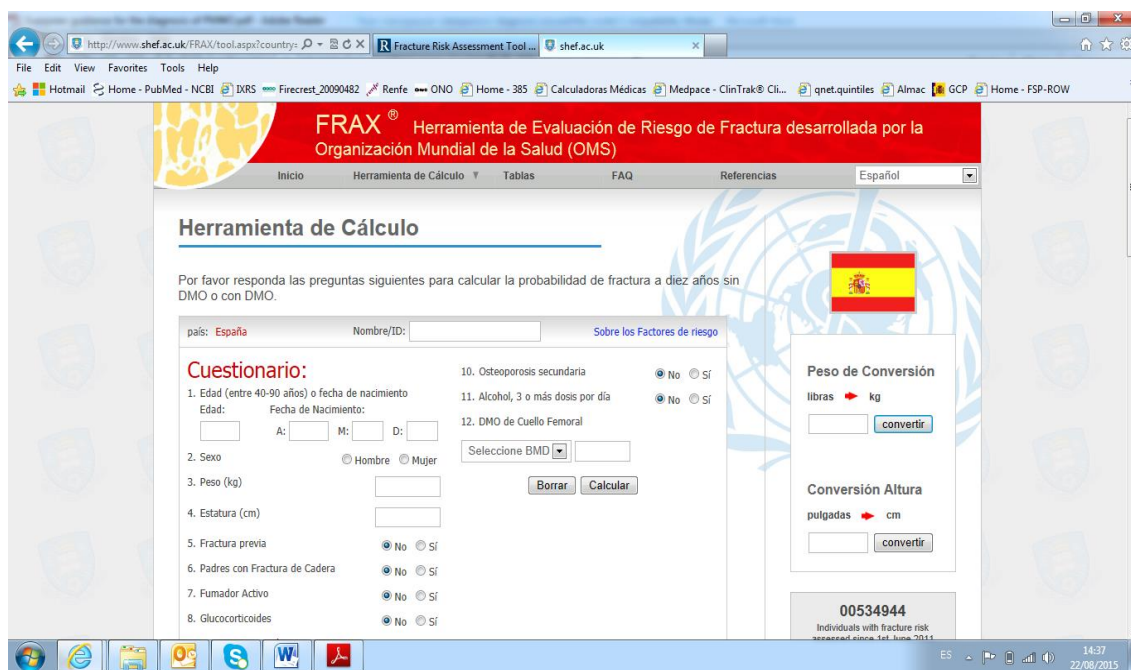 http://www.shef.ac.uk/FRAX/tool.aspx?country=
Fracture Risk Assessment Tool ...
shef.ac.uk
File Edit View Favorites Tools Help
Hotmail Home - PubMed - NCBI IXRS Firecrest_20090482 Renfe ONO Home - 385 Calculadoras Médicas Medpace - ClinTrak® Cli... qnet.quintiles Almac GCP Home - FSP-ROW
FRAX ® Herramienta de Evaluación de Riesgo de Fractura desarrollada por la
Organización Mundial de la Salud (OMS)
Inicio Herramienta de Cálculo Tablas FAQ Referencias Español
Herramienta de Cálculo
Por favor responda las preguntas siguientes para calcular la probabilidad de fractura a diez años sin
DMO o con DMO.
país: España Nombre/ID: Sobre los Factores de riesgo
Cuestionario:
1. Edad (entre 40-90 años) o fecha de nacimiento
Edad: Fecha de Nacimiento:
A: M: D:
2. Sexo Hombre Mujer
3. Peso (kg)
4. Estatura (cm)
5. Fractura previa No Sí
6. Padres con Fractura de Cadera No Sí
7. Fumador Activo No Sí
8. Glucocorticoides No Sí
10. Osteoporosis secundaria No Sí
11. Alcohol, 3 o más dosis por día No Sí
12. DMO de Cuello Femoral
Seleccione BMD
Borrar Calcular
Peso de Conversión
libras kg
convertir
Conversión Altura
pulgadas cm
convertir
00534944
Individuals with fracture risk
assessed since 1st June 2011
ES 14:37
22/08/2015